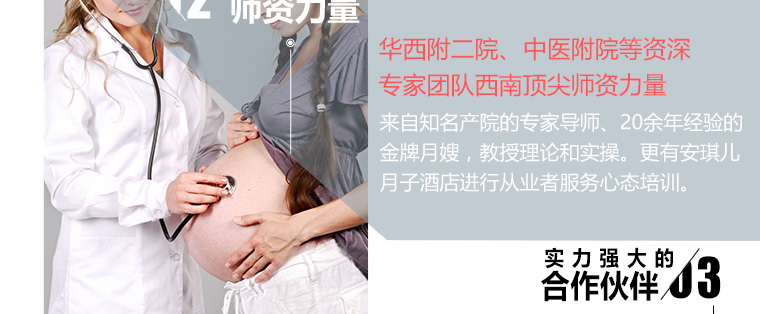 12 师资力量
华西附二院、中医附院等资深
专家团队西南顶尖师资力量
来自知名产院的专家导师、20余年经验的
金牌月嫂，教授理论和实操。更有安琪儿
月子酒店进行从业者服务心态培训。
实力强大的
合作伙伴 03